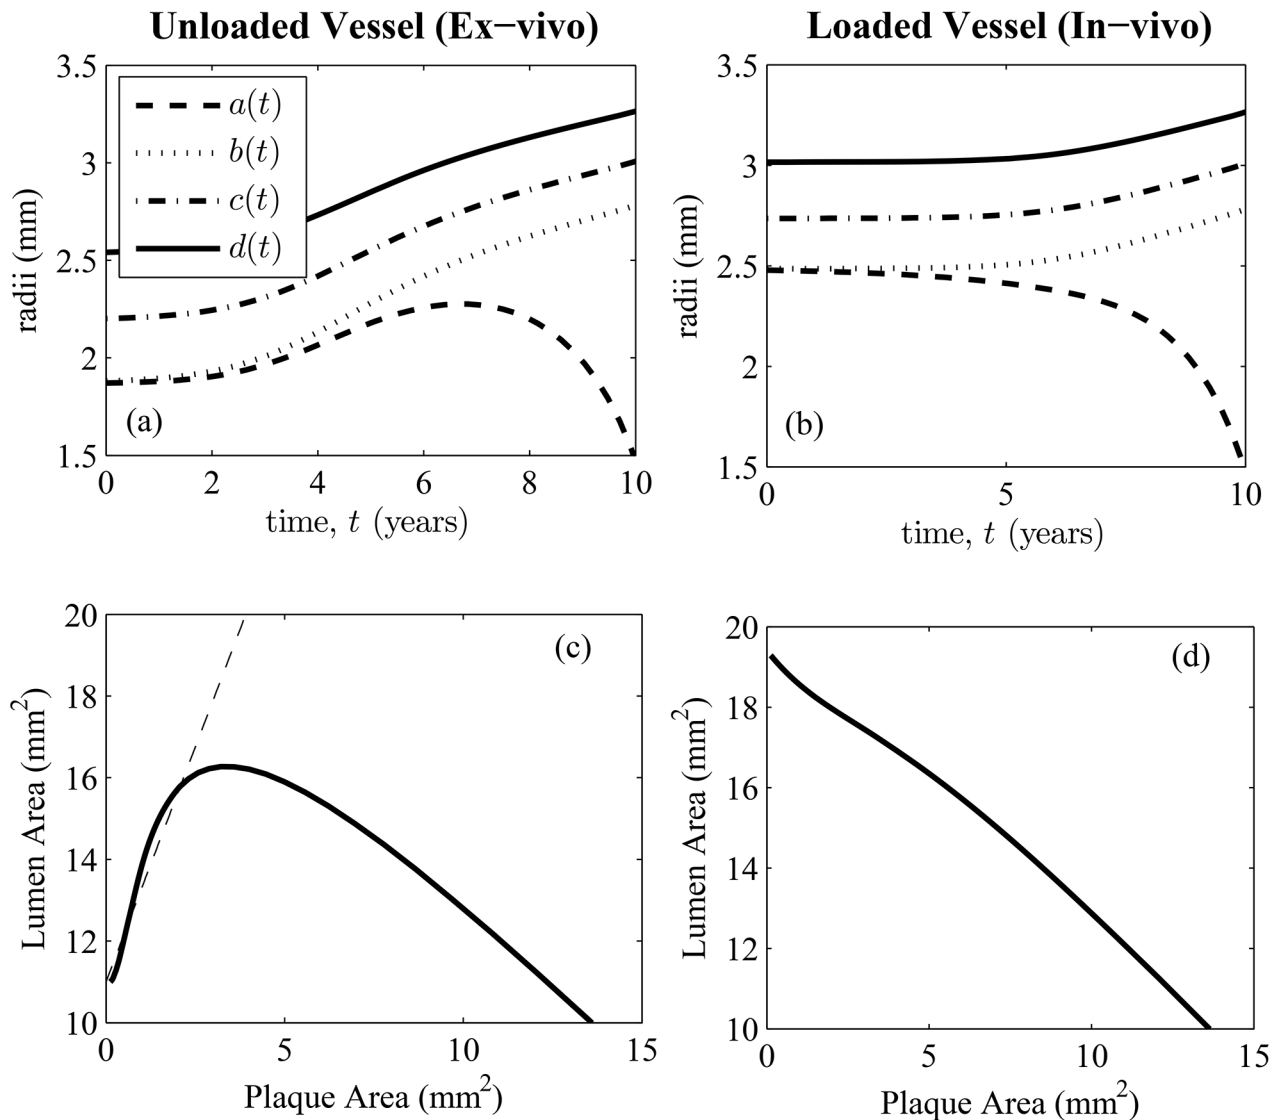 Unloaded Vessel (Ex−vivo)
Loaded Vessel (In−vivo)
3.5
3
2.5
2
1.5
radii (mm)
a(t)
b(t)
c(t)
d(t)
(a)
0 2 4 6 8 10
time, t (years)
3.5
3
2.5
2
1.5
radii (mm)
(b)
0 5 10
time, t (years)
20
18
16
14
12
10
Lumen Area (mm²)
(c)
0 5 10 15
Plaque Area (mm²)
20
18
16
14
12
10
Lumen Area (mm²)
(d)
0 5 10 15
Plaque Area (mm²)